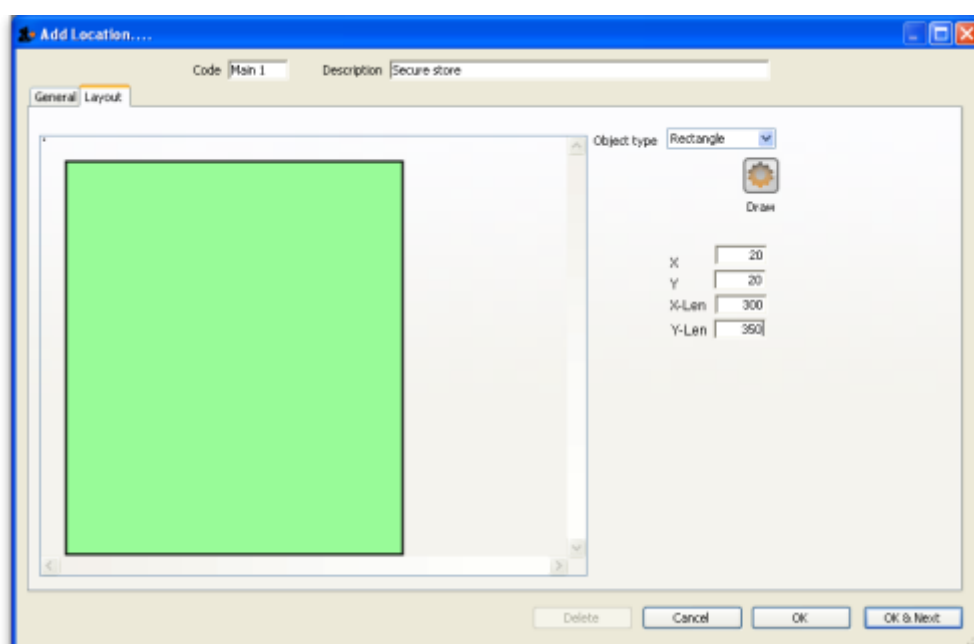 Add Location....
Code Main 1 Description Secure store
General Layout
Object type Rectangle
Draw
X 20
Y 20
X-Len 300
Y-Len 350
Delete Cancel OK OK & Next